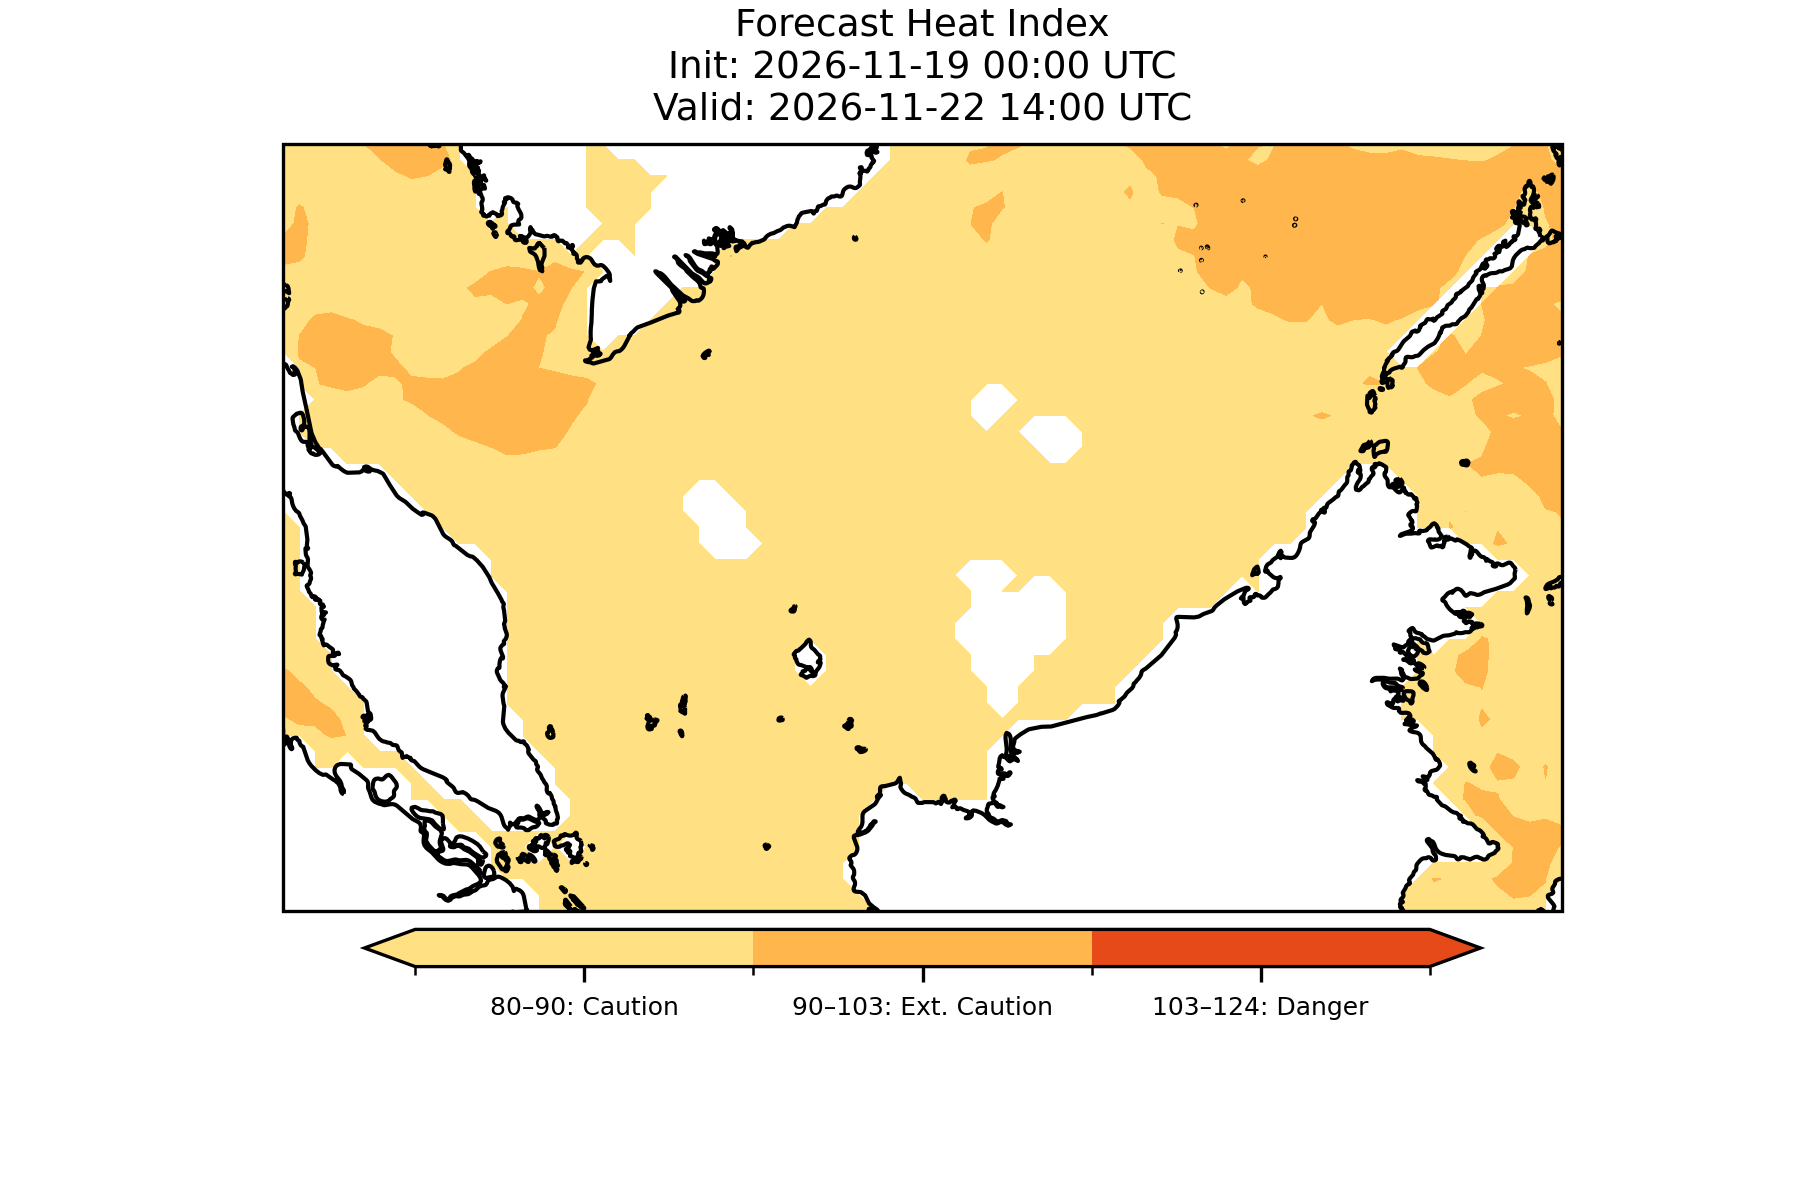 Forecast Heat Index
Init: 2026-11-19 00:00 UTC
Valid: 2026-11-22 14:00 UTC
80–90: Caution
90–103: Ext. Caution
103–124: Danger